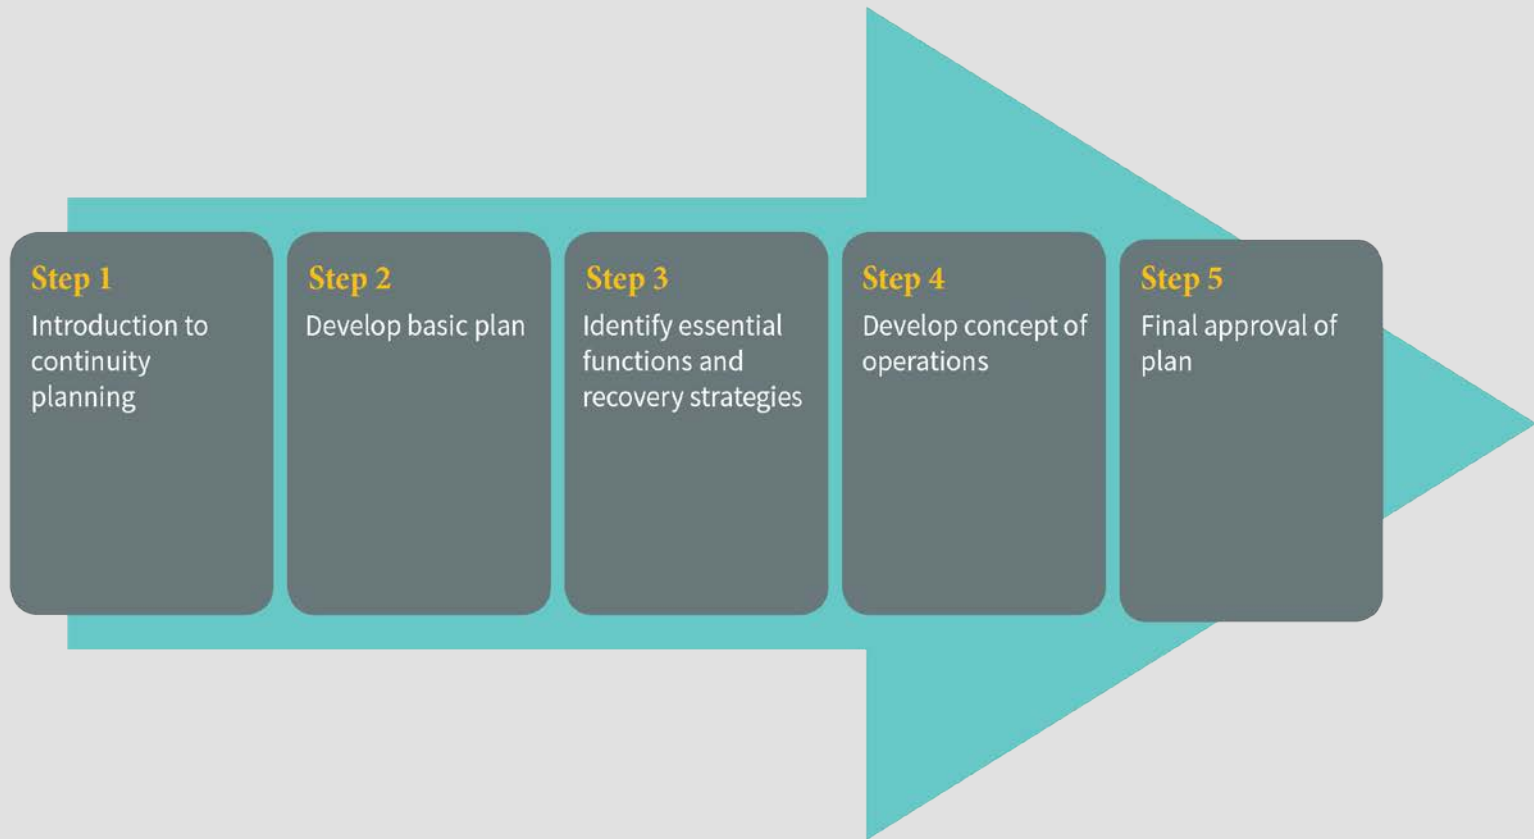 Step 1
Introduction to
continuity
planning
Step 2
Develop basic plan
Step 3
Identify essential
functions and
recovery strategies
Step 4
Develop concept of
operations
Step 5
Final approval of
plan